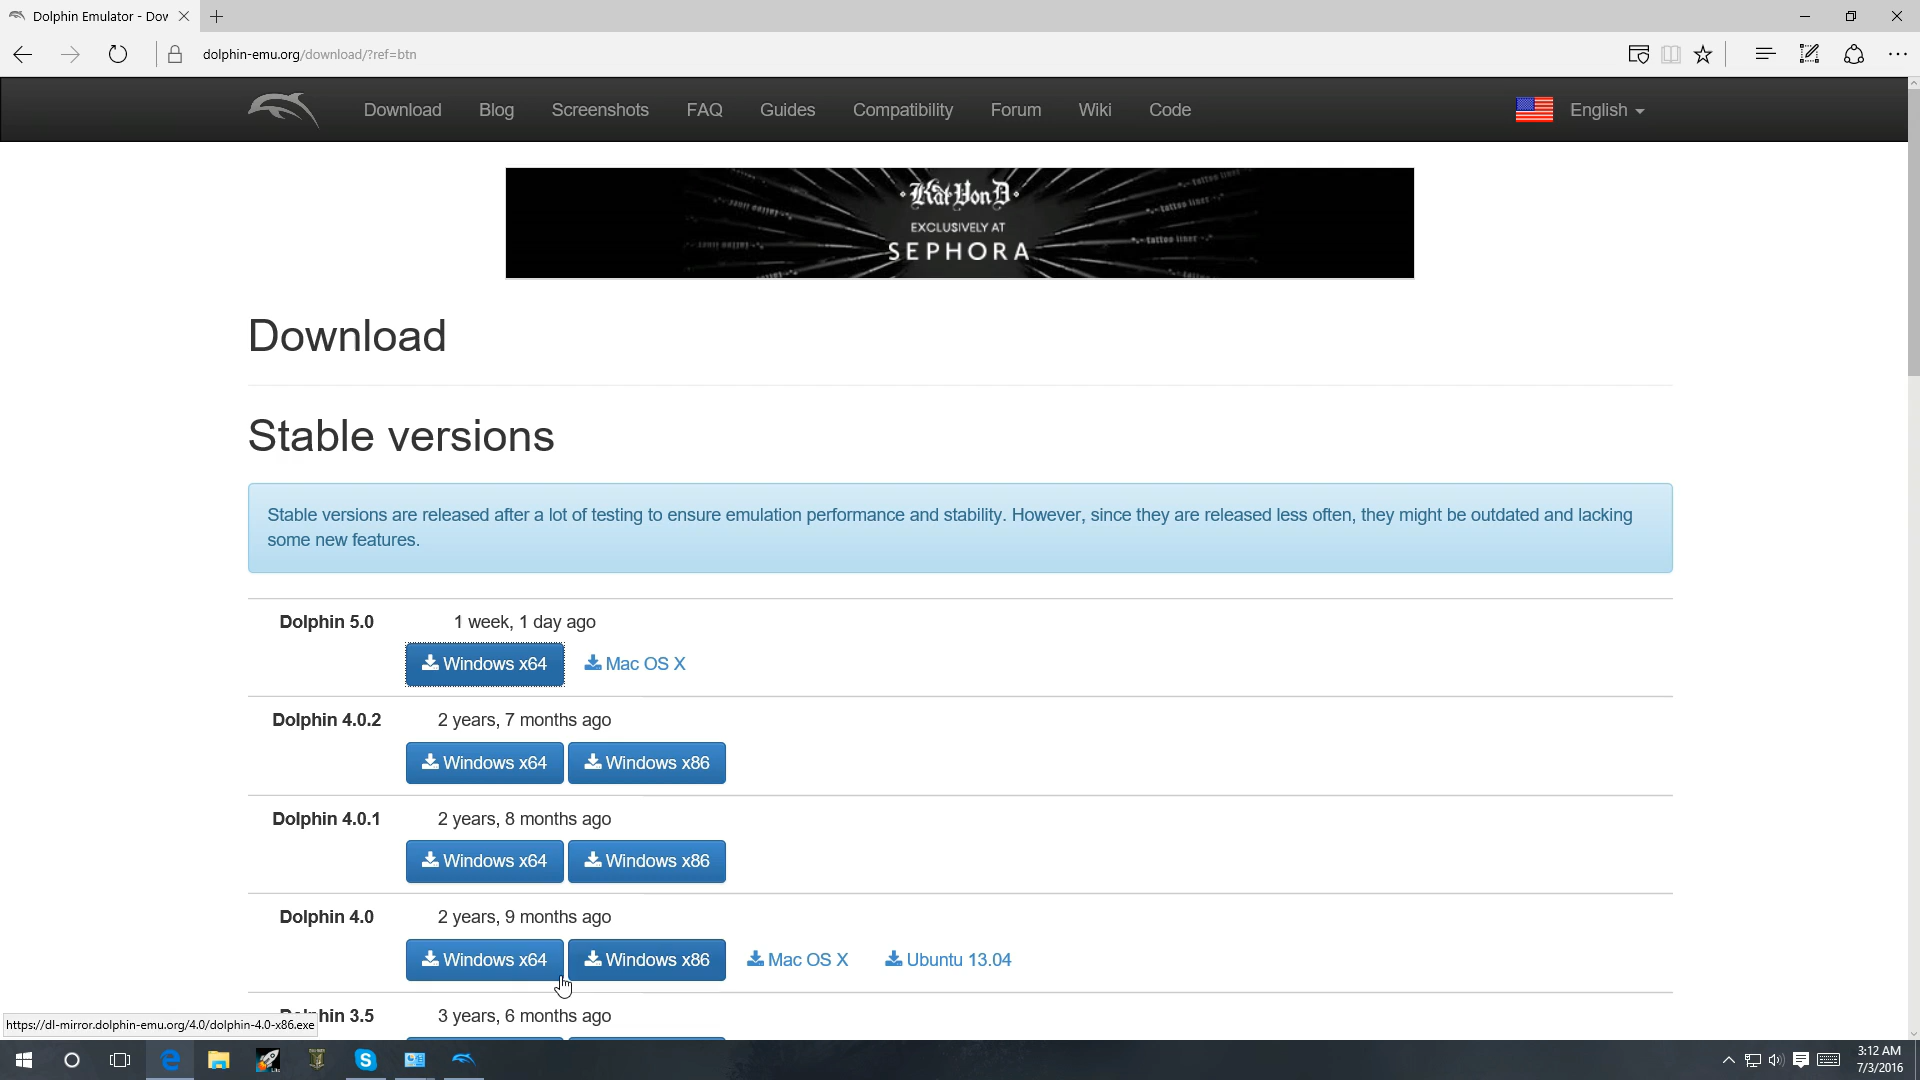 Dolphin Emulator - Dow
dolphin-emu.org/download/?ref=btn
Download Blog Screenshots FAQ Guides Compatibility Forum Wiki Code English
Kat Von D
EXCLUSIVELY AT
SEPHORA
Download
Stable versions
Stable versions are released after a lot of testing to ensure emulation performance and stability. However, since they are released less often, they might be outdated and lacking
some new features.
Dolphin 5.0 1 week, 1 day ago
Windows x64 Mac OS X
Dolphin 4.0.2 2 years, 7 months ago
Windows x64 Windows x86
Dolphin 4.0.1 2 years, 8 months ago
Windows x64 Windows x86
Dolphin 4.0 2 years, 9 months ago
Windows x64 Windows x86 Mac OS X Ubuntu 13.04
3.5 3 years, 6 months ago
https://dl-mirror.dolphin-emu.org/4.0/dolphin-4.0-x86.exe
3:12 AM
7/3/2016